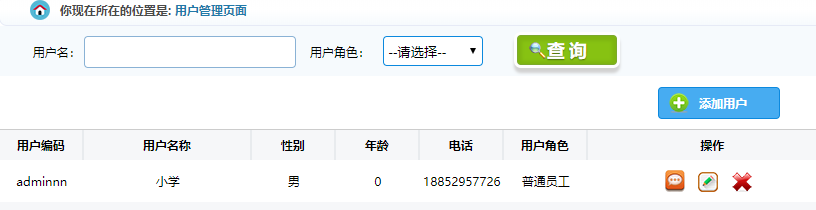 你现在所在的位置是: 用户管理页面
用户名： 用户角色： --请选择-- 查 询
添加用户
用户编码 用户名称 性别 年龄 电话 用户角色 操作
adminnn 小学 男 0 18852957726 普通员工